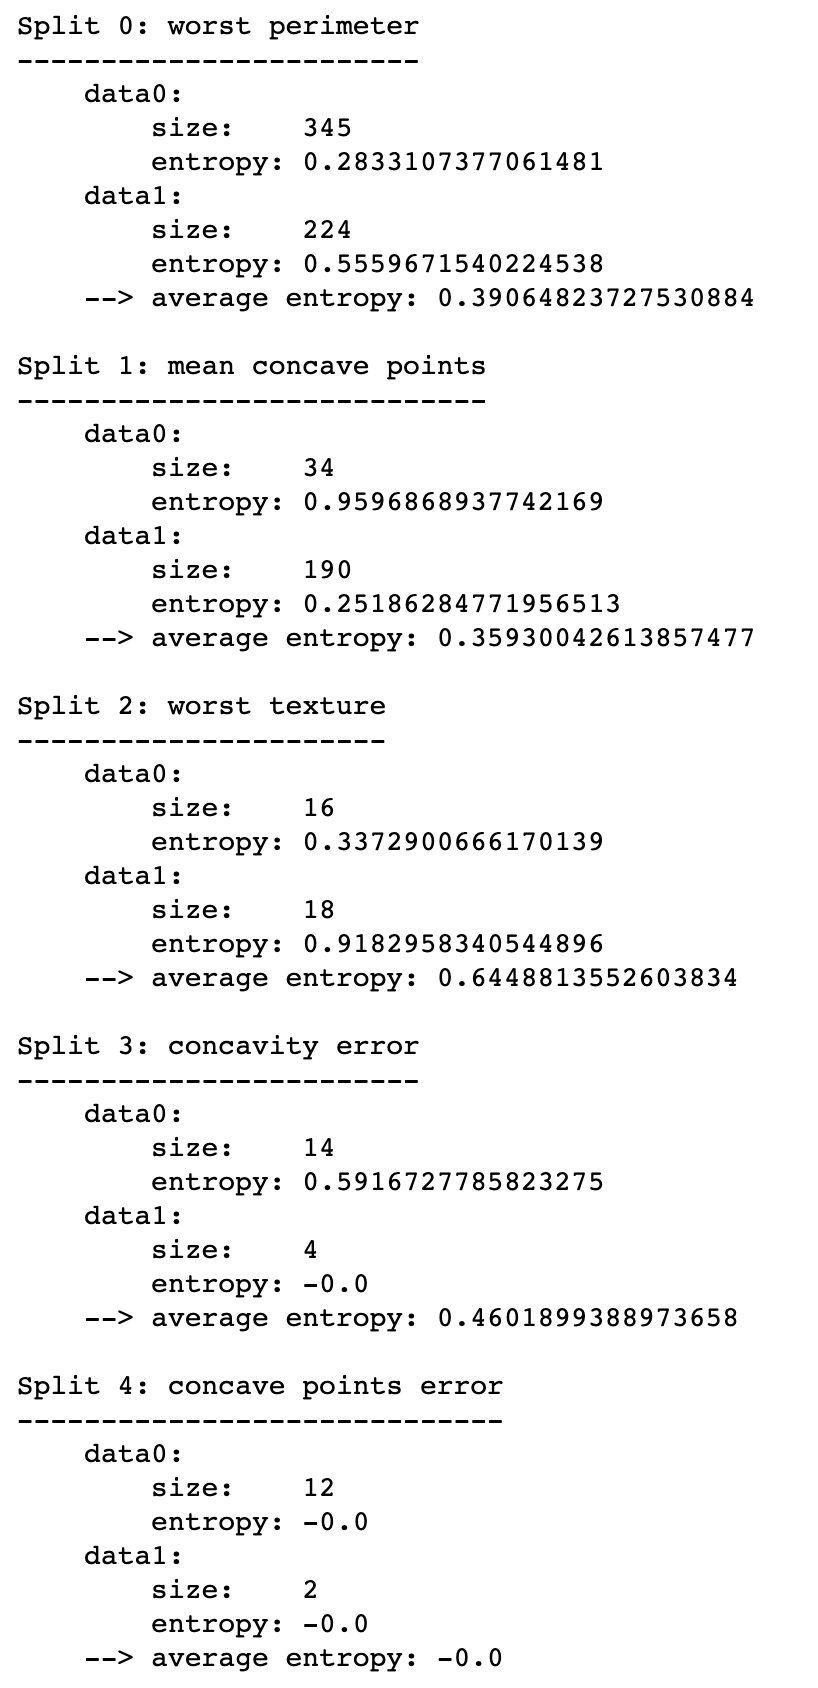 Split 0: worst perimeter
------------------------
    data0:
        size:    345
        entropy: 0.2833107377061481
    data1:
        size:    224
        entropy: 0.5559671540224538
    --> average entropy: 0.39064823727530884

Split 1: mean concave points
----------------------------
    data0:
        size:    34
        entropy: 0.9596868937742169
    data1:
        size:    190
        entropy: 0.25186284771956513
    --> average entropy: 0.35930042613857477

Split 2: worst texture
----------------------
    data0:
        size:    16
        entropy: 0.3372900666170139
    data1:
        size:    18
        entropy: 0.9182958340544896
    --> average entropy: 0.6448813552603834

Split 3: concavity error
------------------------
    data0:
        size:    14
        entropy: 0.5916727785823275
    data1:
        size:    4
        entropy: -0.0
    --> average entropy: 0.4601899388973658

Split 4: concave points error
-----------------------------
    data0:
        size:    12
        entropy: -0.0
    data1:
        size:    2
        entropy: -0.0
    --> average entropy: -0.0